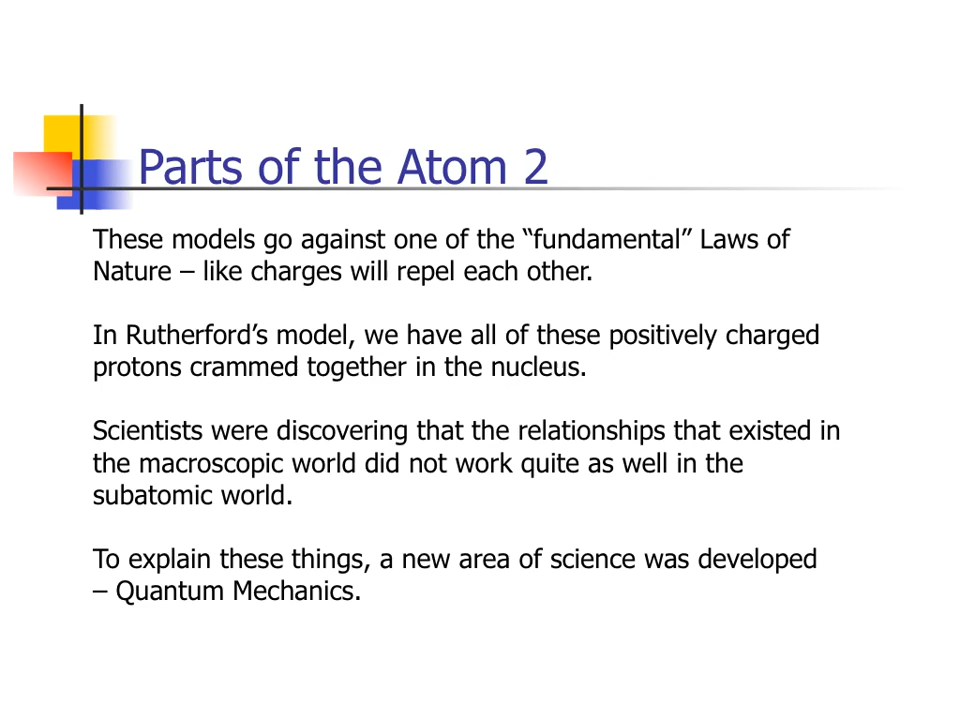 Parts of the Atom 2
These models go against one of the “fundamental” Laws of
Nature – like charges will repel each other.
In Rutherford’s model, we have all of these positively charged
protons crammed together in the nucleus.
Scientists were discovering that the relationships that existed in
the macroscopic world did not work quite as well in the
subatomic world.
To explain these things, a new area of science was developed
– Quantum Mechanics.